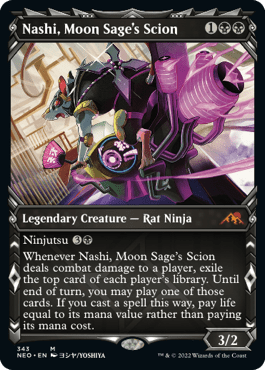 Nashi, Moon Sage's Scion 1
Legendary Creature — Rat Ninja
Ninjutsu 3
Whenever Nashi, Moon Sage's Scion
deals combat damage to a player, exile
the top card of each player's library. Until
end of turn, you may play one of those
cards. If you cast a spell this way, pay life
equal to its mana value rather than paying
its mana cost.
3/2
343 M
NEO • EN ヨシヤ/YOSHIYA
™ & © 2022 Wizards of the Coast